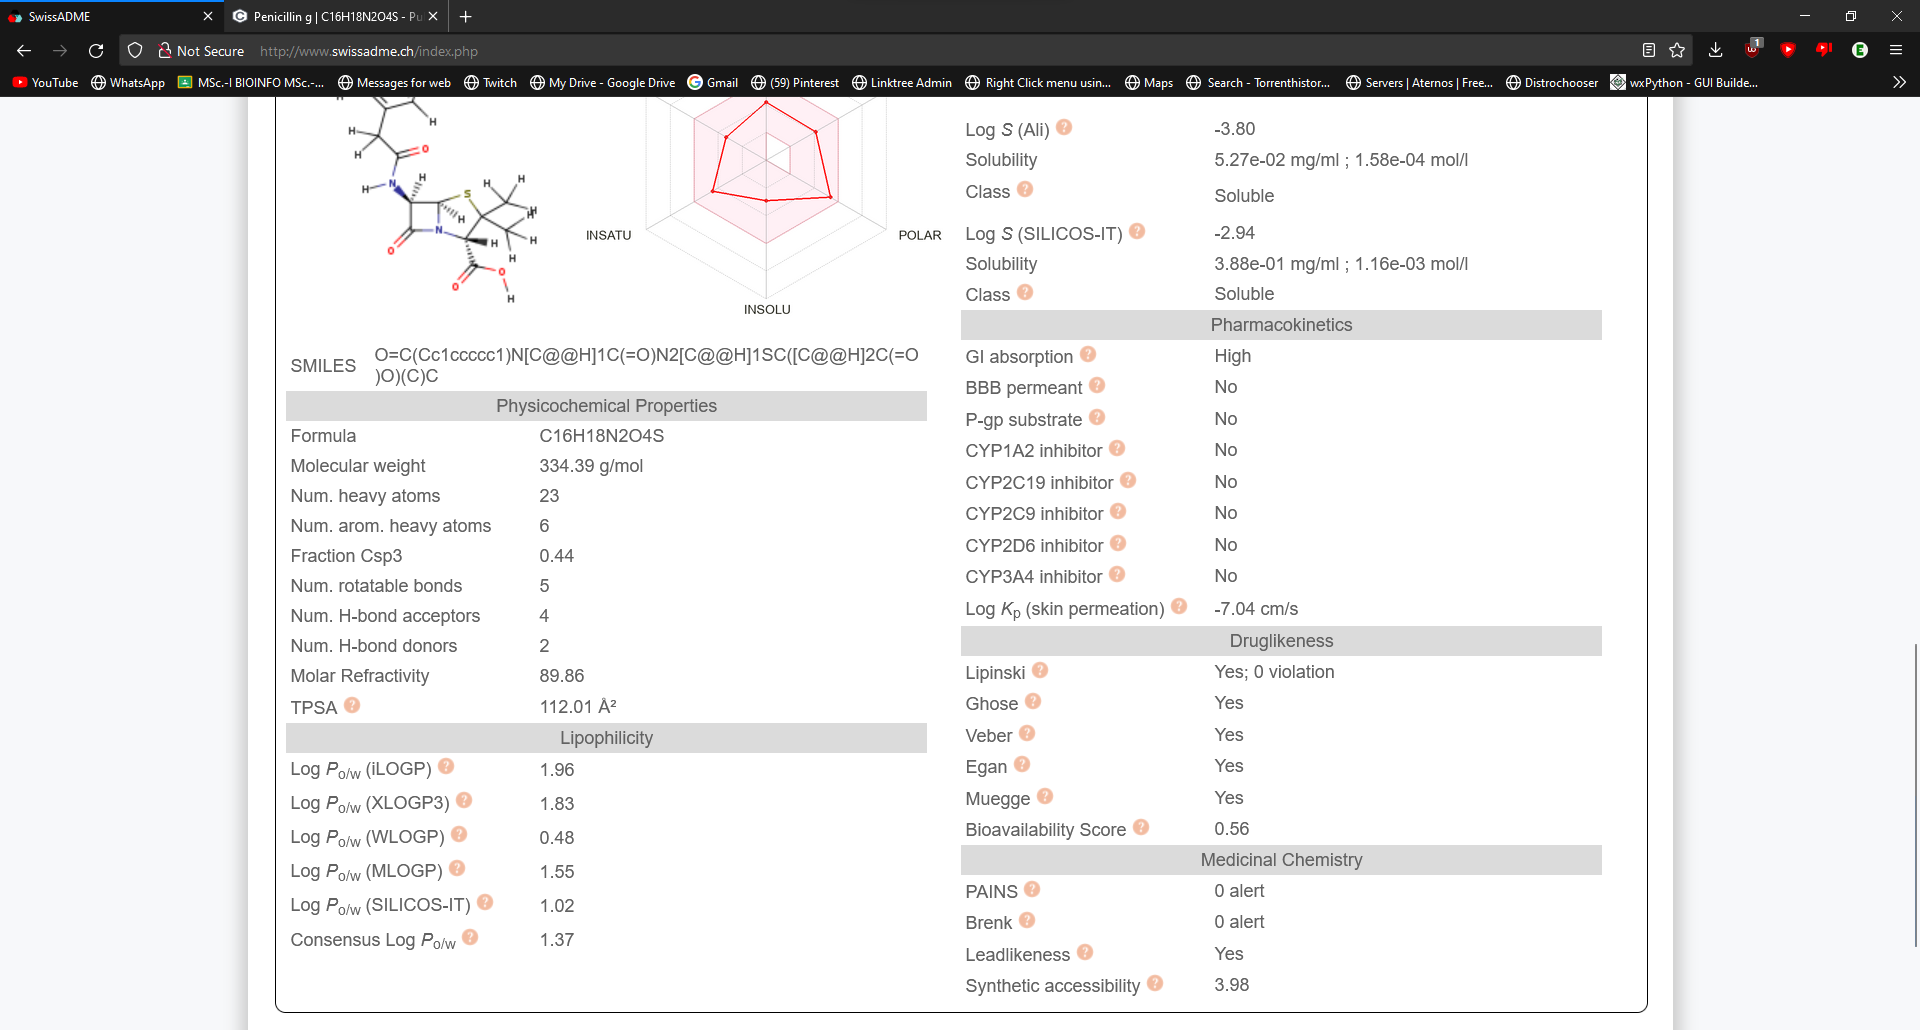 SwissADME
Penicillin g | C16H18N2O4S - Pu
Not Secure http://www.swissadme.ch/index.php
1
YouTube WhatsApp MSc.-I BIOINFO MSc.-... Messages for web Twitch My Drive - Google Drive Gmail (59) Pinterest Linktree Admin Right Click menu usin... Maps Search - Torrenthistor... Servers | Aternos | Free... Distrochooser wxPython - GUI Builde...
INSATU
POLAR
INSOLU
SMILES O=C(Cc1ccccc1)N[C@@H]1C(=O)N2[C@@H]1SC([C@@H]2C(=O
)O)(C)C
Physicochemical Properties
Formula C16H18N2O4S
Molecular weight 334.39 g/mol
Num. heavy atoms 23
Num. arom. heavy atoms 6
Fraction Csp3 0.44
Num. rotatable bonds 5
Num. H-bond acceptors 4
Num. H-bond donors 2
Molar Refractivity 89.86
TPSA ? 112.01 Å²
Lipophilicity
Log Po/w (iLOGP) ? 1.96
Log Po/w (XLOGP3) ? 1.83
Log Po/w (WLOGP) ? 0.48
Log Po/w (MLOGP) ? 1.55
Log Po/w (SILICOS-IT) ? 1.02
Consensus Log Po/w ? 1.37
Log S (Ali) ? -3.80
Solubility 5.27e-02 mg/ml ; 1.58e-04 mol/l
Class ? Soluble
Log S (SILICOS-IT) ? -2.94
Solubility 3.88e-01 mg/ml ; 1.16e-03 mol/l
Class ? Soluble
Pharmacokinetics
GI absorption ? High
BBB permeant ? No
P-gp substrate ? No
CYP1A2 inhibitor ? No
CYP2C19 inhibitor ? No
CYP2C9 inhibitor ? No
CYP2D6 inhibitor ? No
CYP3A4 inhibitor ? No
Log Kp (skin permeation) ? -7.04 cm/s
Druglikeness
Lipinski ? Yes; 0 violation
Ghose ? Yes
Veber ? Yes
Egan ? Yes
Muegge ? Yes
Bioavailability Score ? 0.56
Medicinal Chemistry
PAINS ? 0 alert
Brenk ? 0 alert
Leadlikeness ? Yes
Synthetic accessibility ? 3.98